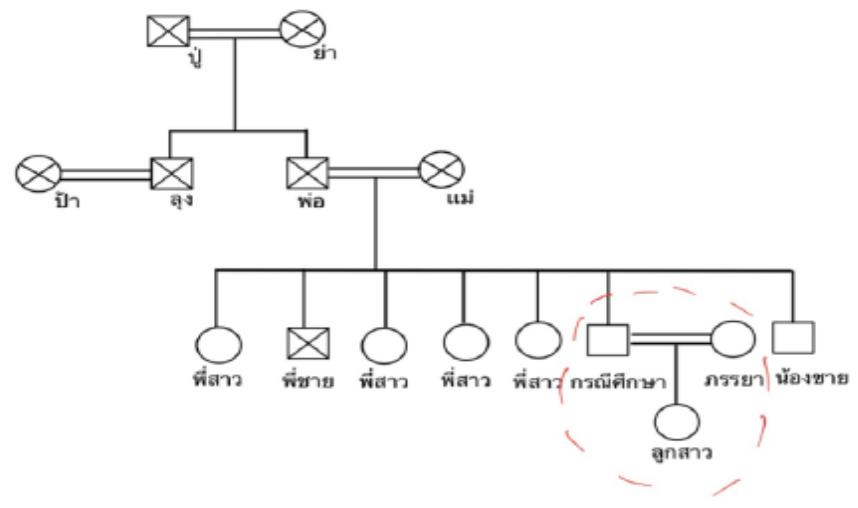 ปู่
ย่า
ป้า
ลุง
พ่อ
แม่
พี่สาว
พี่ชาย
พี่สาว
พี่สาว
พี่สาว
กรณีศึกษา
ภรรยา
น้องชาย
ลูกสาว